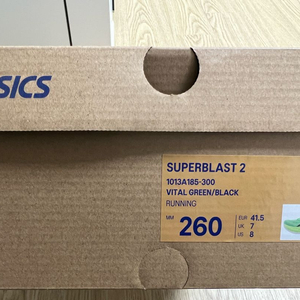 SICS
SUPERBLAST 2
1013A185-300
VITAL GREEN/BLACK
RUNNING
MM 260 EUR 41.5
UK 7
US 8